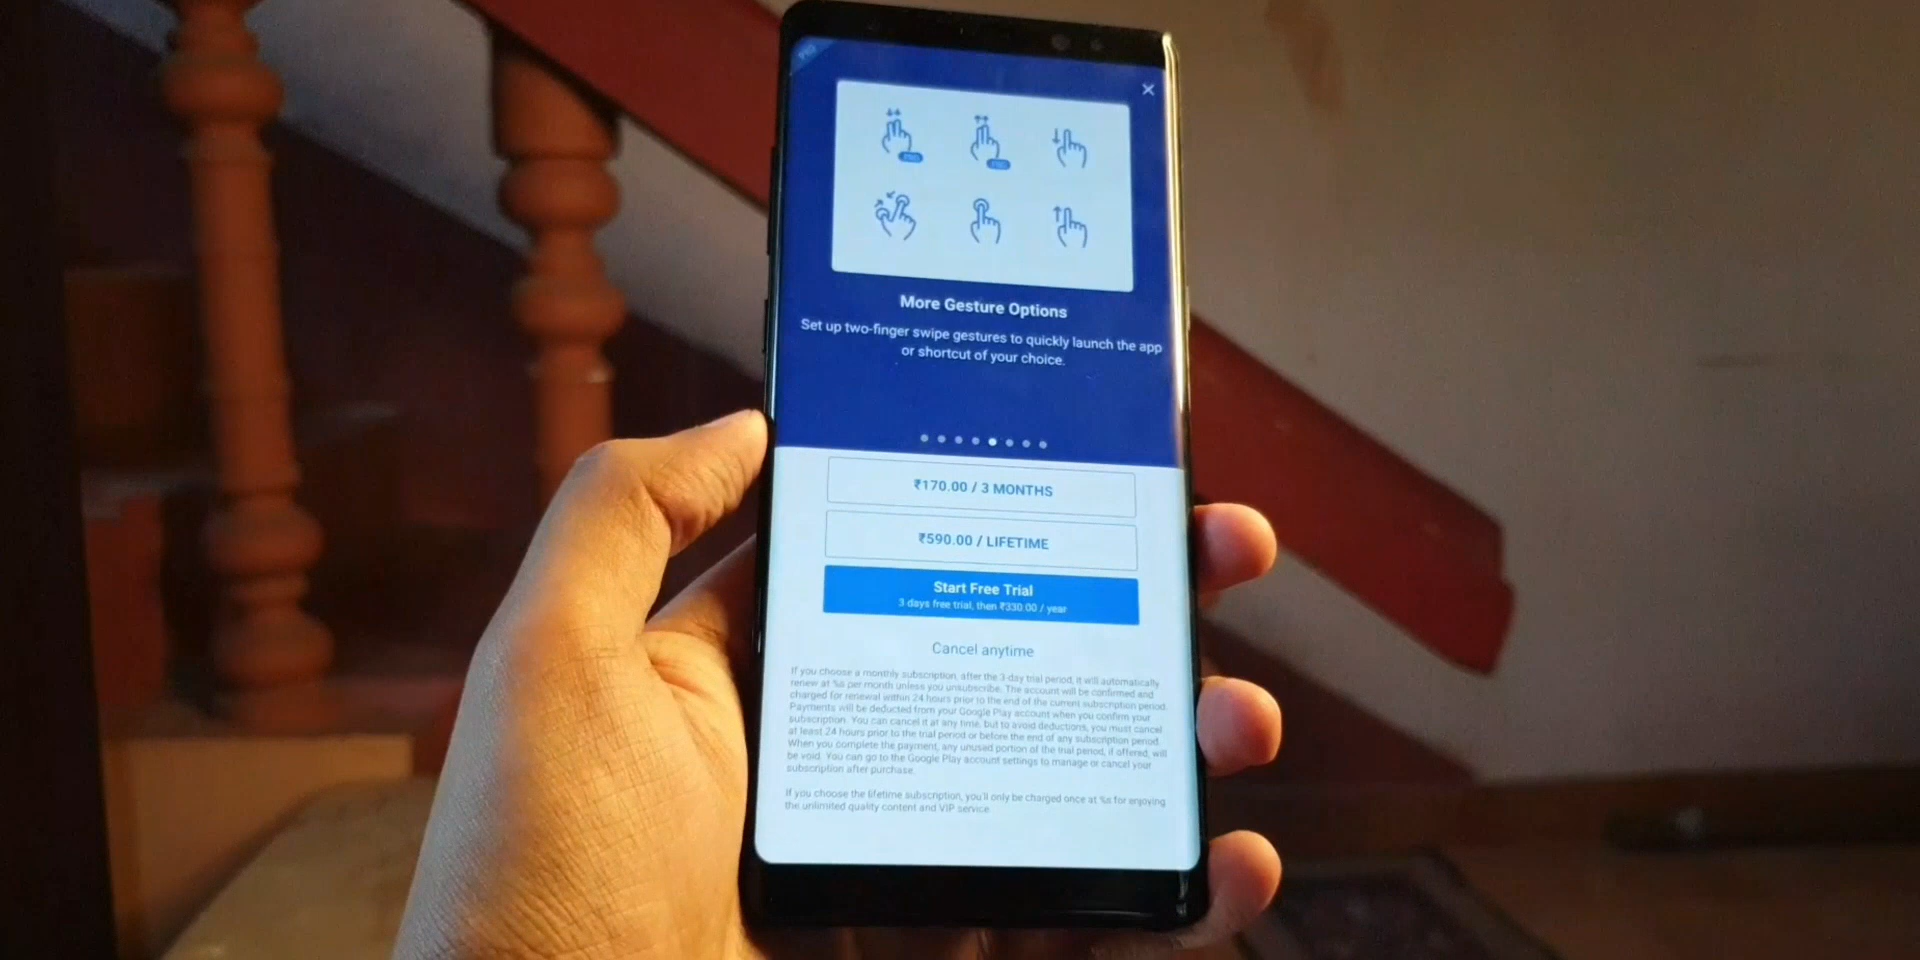 PRO
PRO
PRO
More Gesture Options
Set up two-finger swipe gestures to quickly launch the app
or shortcut of your choice.
₹170.00 / 3 MONTHS
₹590.00 / LIFETIME
Start Free Trial
3 days free trial, then ₹330.00 / year
Cancel anytime
If you choose a monthly subscription, after the 3-day trial period, it will automatically
renew at %s per month unless you unsubscribe. The account will be confirmed and
charged for renewal within 24 hours prior to the end of the current subscription period.
Payments will be deducted from your Google Play account when you confirm your
subscription. You can cancel it at any time, but to avoid deductions, you must cancel
at least 24 hours prior to the trial period or before the end of any subscription period.
When you complete the payment, any unused portion of the trial period, if offered, will
be void. You can go to the Google Play account settings to manage or cancel your
subscription after purchase.
If you choose the lifetime subscription, you'll only be charged once at %s for enjoying
the unlimited quality content and VIP service.